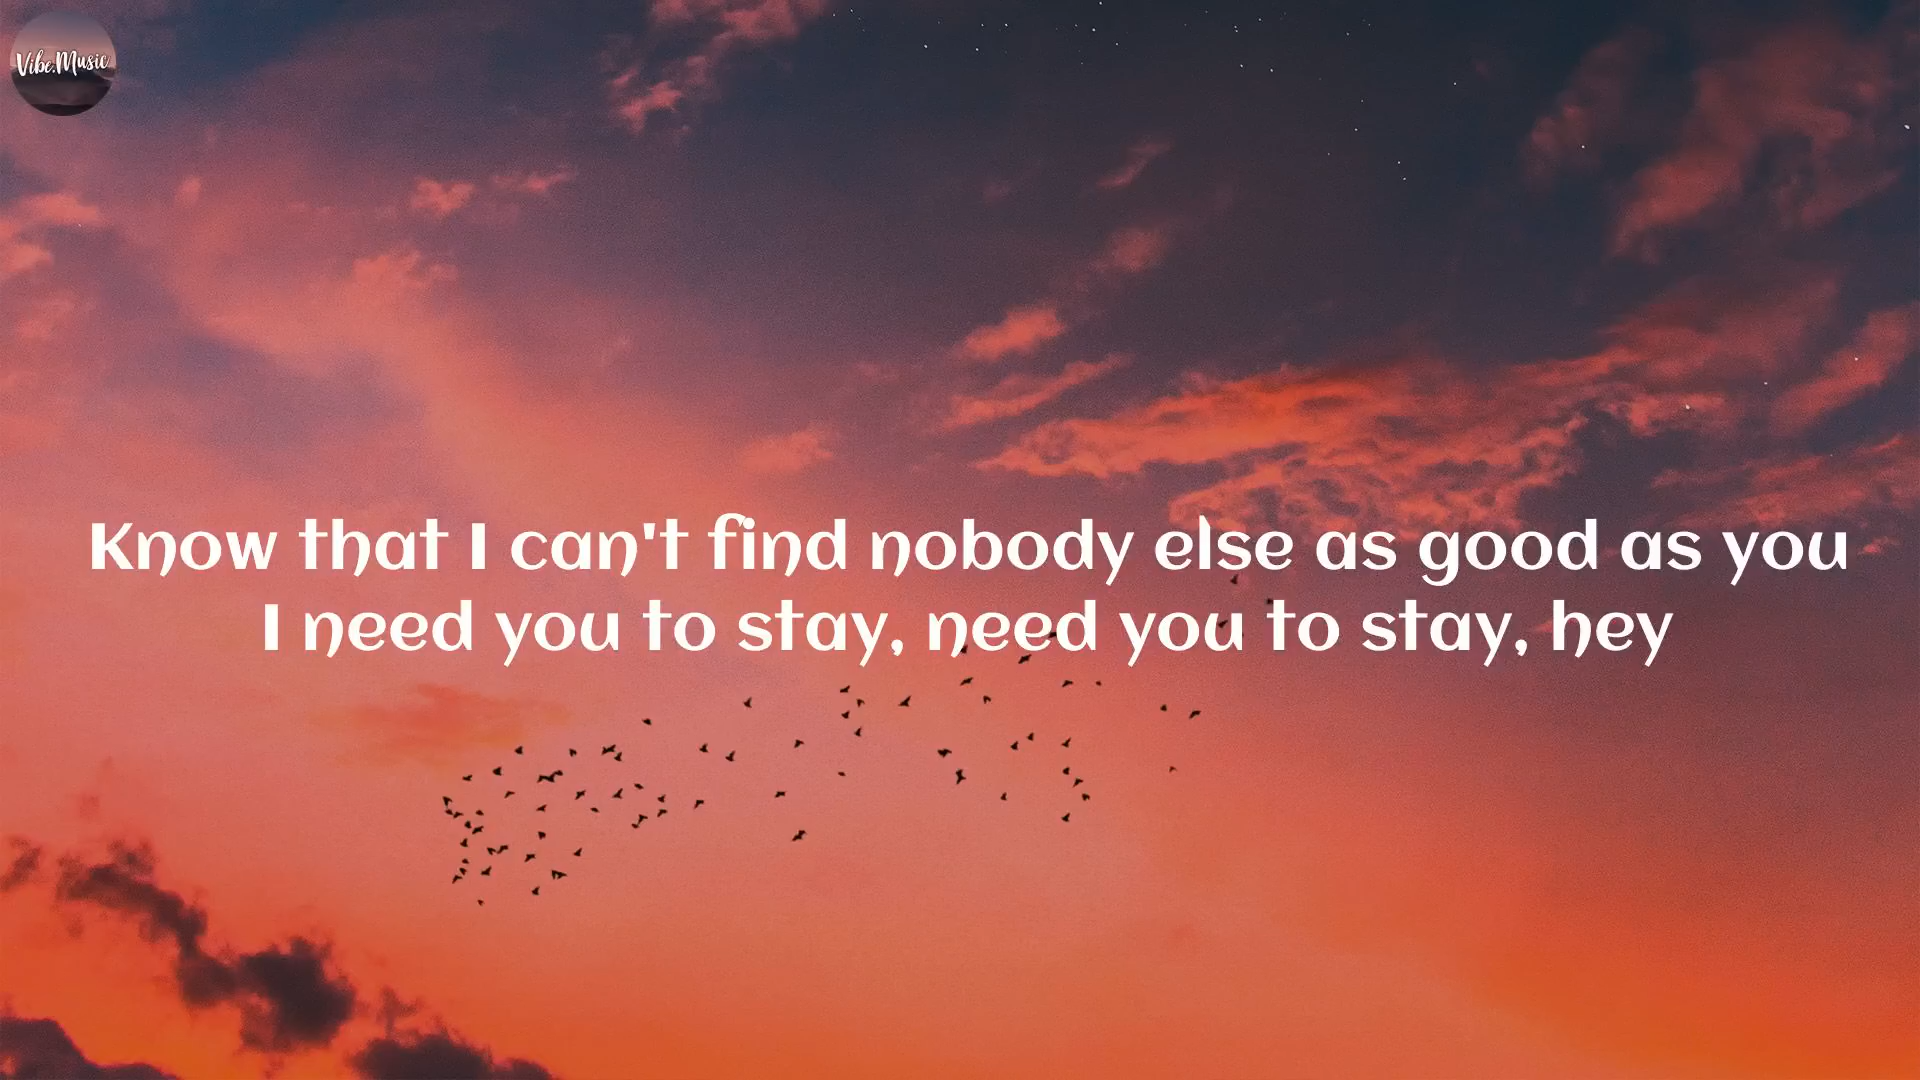 Vibe.Music
Know that I can't find nobody else as good as you
I need you to stay, need you to stay, hey